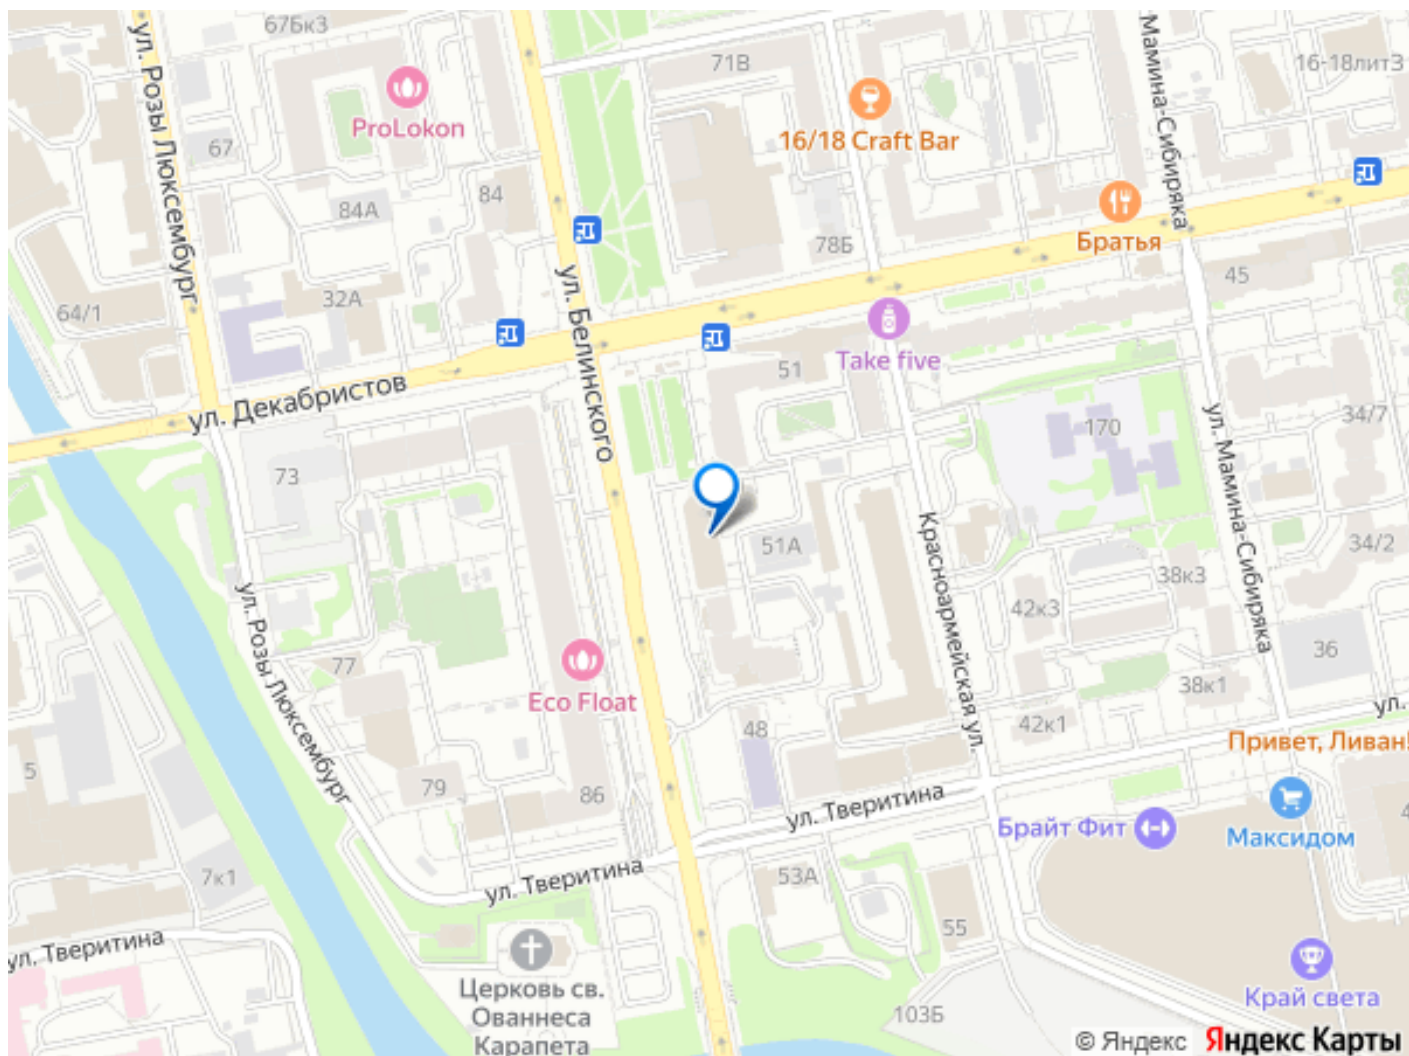 67Бк3
ул. Розы Люксембург
ProLokon
67
84
84А
71В
16/18 Craft Bar
78Б
Мамина-Сибиряка
16-18лит3
Братья
45
64/1
32А
ул. Белинского
ул. Декабристов
51
Take five
170
34/7
ул. Мамина-Сибиряка
73
51А
Красноармейская ул.
34/2
38к3
42к3
36
38к1
42к1
ул.
ул. Розы Люксембург
77
Eco Float
48
Привет, Ливан!
5
79
86
ул. Тверитина
Брайт Фит
Максидом
7к1
ул. Тверитина
53А
55
ул. Тверитина
Церковь св.
Ованнеса
Карапета
103Б
Край света
© Яндекс Яндекс Карты